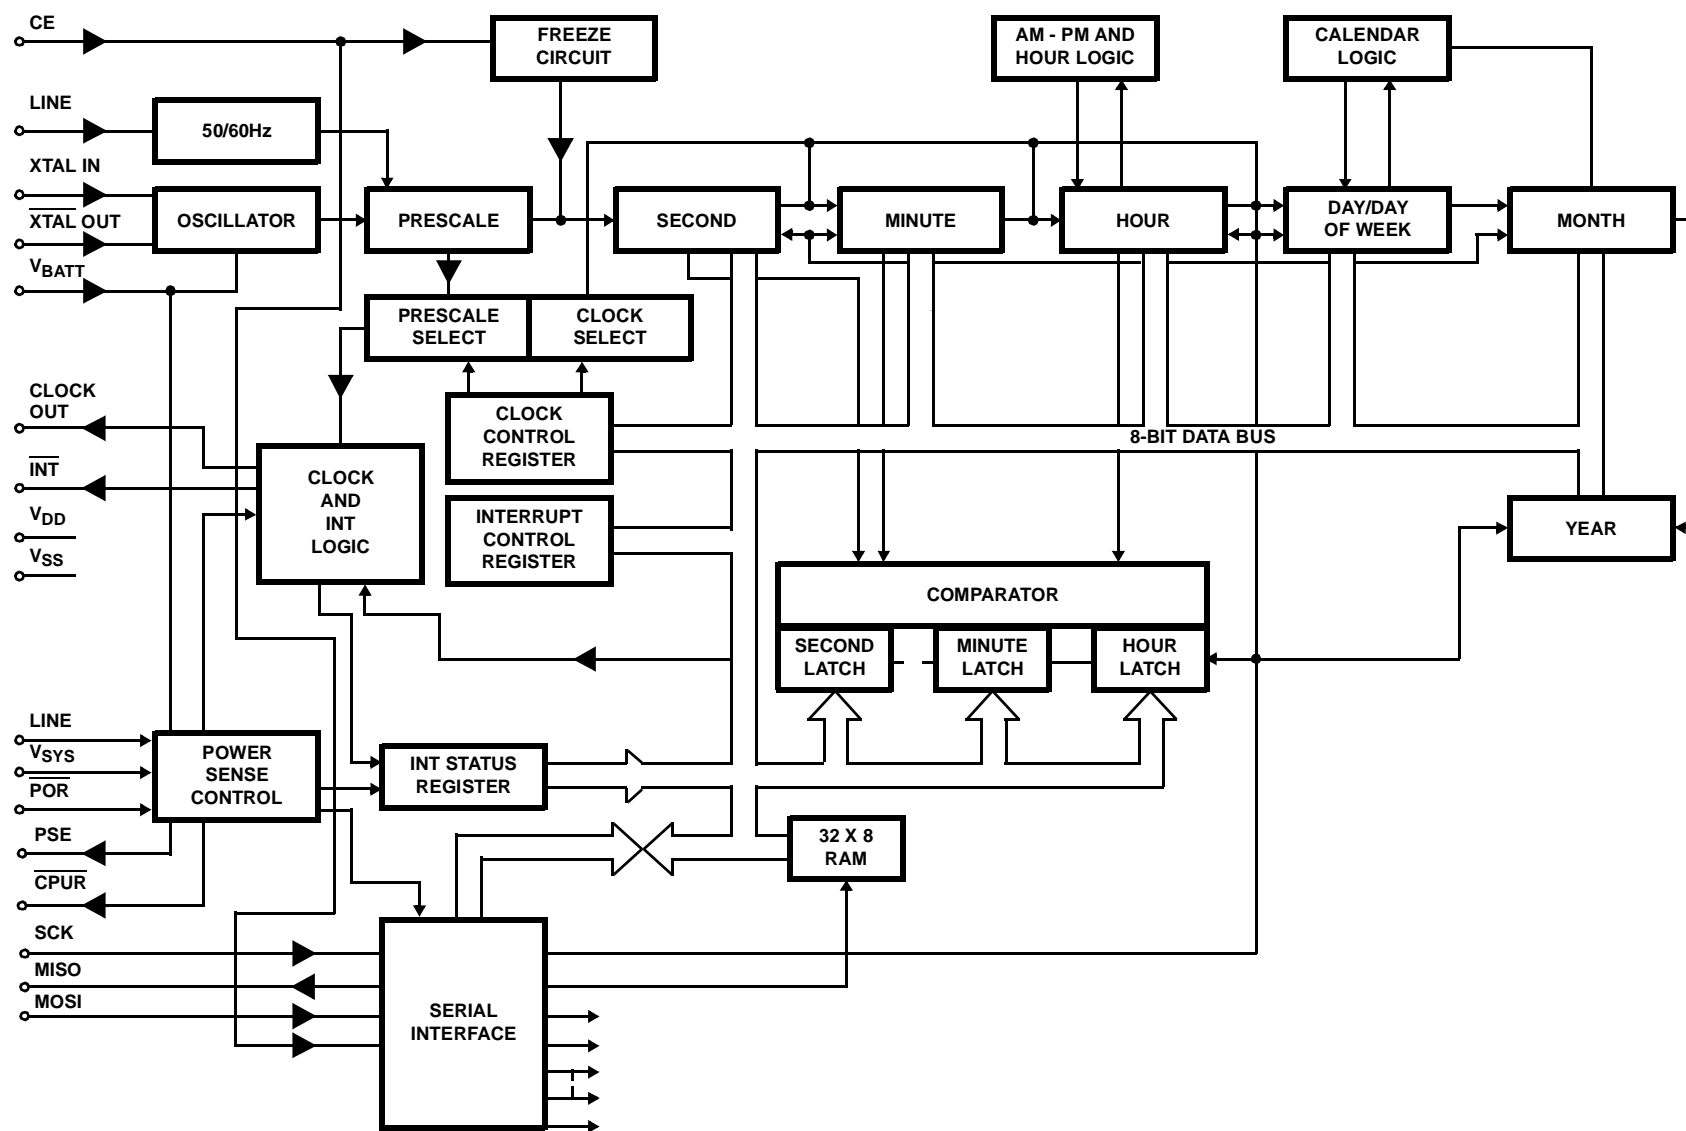 CE
FREEZE
CIRCUIT
AM - PM AND
HOUR LOGIC
CALENDAR
LOGIC
LINE
50/60Hz
XTAL IN
OSCILLATOR
XTAL OUT
PRESCALE
SECOND
MINUTE
HOUR
DAY/DAY
OF WEEK
MONTH
VBATT
PRESCALE
SELECT
CLOCK
SELECT
CLOCK
OUT
CLOCK
CONTROL
REGISTER
8-BIT DATA BUS
INT
CLOCK
AND
INT
LOGIC
VDD
VSS
INTERRUPT
CONTROL
REGISTER
YEAR
COMPARATOR
SECOND
LATCH
MINUTE
LATCH
HOUR
LATCH
LINE
VSYS
POR
POWER
SENSE
CONTROL
INT STATUS
REGISTER
PSE
32 X 8
RAM
CPUR
SCK
MISO
MOSI
SERIAL
INTERFACE